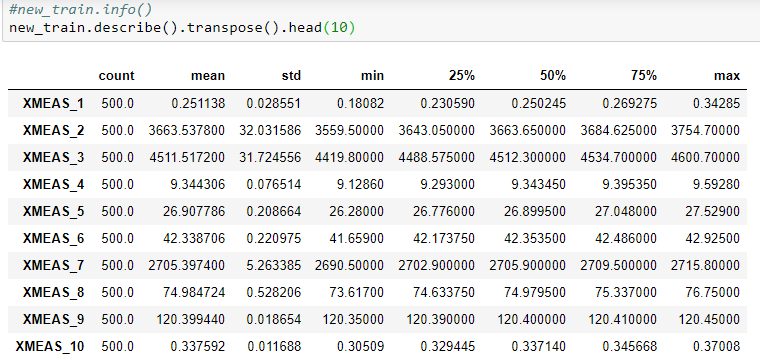 #new_train.info()
new_train.describe().transpose().head(10)
count mean std min 25% 50% 75% max
XMEAS_1 500.0 0.251138 0.028551 0.18082 0.230590 0.250245 0.269275 0.34285
XMEAS_2 500.0 3663.537800 32.031586 3559.50000 3643.050000 3663.650000 3684.625000 3754.70000
XMEAS_3 500.0 4511.517200 31.724556 4419.80000 4488.575000 4512.300000 4534.700000 4600.70000
XMEAS_4 500.0 9.344306 0.076514 9.12860 9.293000 9.343450 9.395350 9.59280
XMEAS_5 500.0 26.907786 0.208664 26.28000 26.776000 26.899500 27.048000 27.52900
XMEAS_6 500.0 42.338706 0.220975 41.65900 42.173750 42.353500 42.486000 42.92500
XMEAS_7 500.0 2705.397400 5.263385 2690.50000 2702.900000 2705.900000 2709.500000 2715.80000
XMEAS_8 500.0 74.984724 0.528206 73.61700 74.633750 74.979500 75.337000 76.75000
XMEAS_9 500.0 120.399440 0.018654 120.35000 120.390000 120.400000 120.410000 120.45000
XMEAS_10 500.0 0.337592 0.011688 0.30509 0.329445 0.337140 0.345668 0.37008